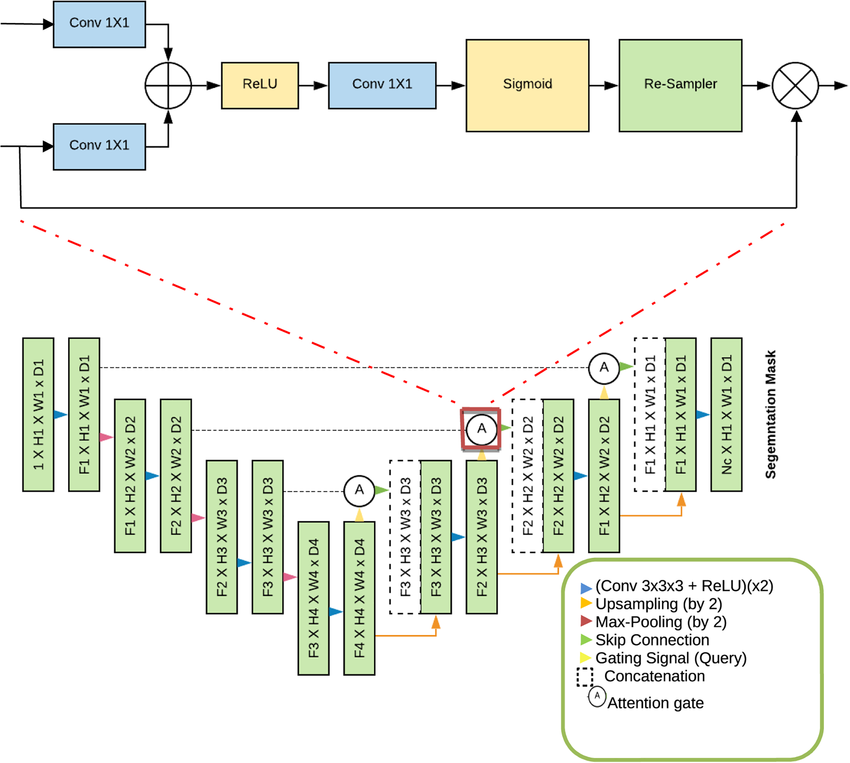 Conv 1X1
Conv 1X1
ReLU
Conv 1X1
Sigmoid
Re-Sampler
1 X H1 X W1 x D1
F1 X H1 X W1 x D1
F1 X H2 X W2 x D2
F2 X H2 X W2 x D2
F2 X H3 X W3 x D3
F3 X H3 X W3 x D3
F3 X H4 X W4 x D4
F4 X H4 X W4 x D4
A
F3 X H3 X W3 x D3
F3 X H3 X W3 x D3
F2 X H3 X W3 x D3
A
F2 X H2 X W2 x D2
F2 X H2 X W2 x D2
F1 X H2 X W2 x D2
A
F1 X H1 X W1 x D1
F1 X H1 X W1 x D1
Nc X H1 X W1 x D1
Segemntation Mask
(Conv 3x3x3 + ReLU)(x2)
Upsampling (by 2)
Max-Pooling (by 2)
Skip Connection
Gating Signal (Query)
Concatenation
A
Attention gate